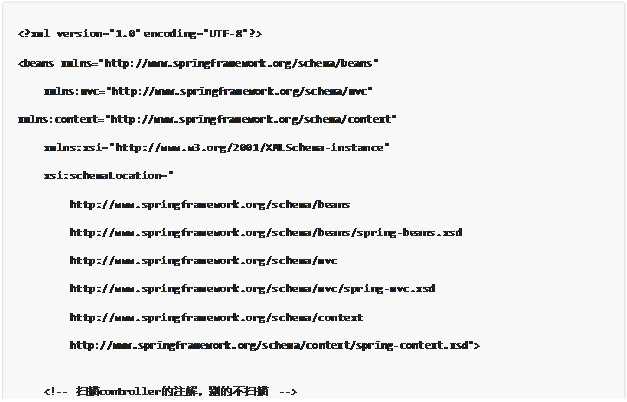 <?xml version="1.0" encoding="UTF-8"?>
<beans xmlns="http://www.springframework.org/schema/beans"
xmlns:mvc="http://www.springframework.org/schema/mvc"
xmlns:context="http://www.springframework.org/schema/context"
xmlns:xsi="http://www.w3.org/2001/XMLSchema-instance"
xsi:schemaLocation="
http://www.springframework.org/schema/beans
http://www.springframework.org/schema/beans/spring-beans.xsd
http://www.springframework.org/schema/mvc
http://www.springframework.org/schema/mvc/spring-mvc.xsd
http://www.springframework.org/schema/context
http://www.springframework.org/schema/context/spring-context.xsd">
<!-- 扫描controller的注解，别的不扫描 -->